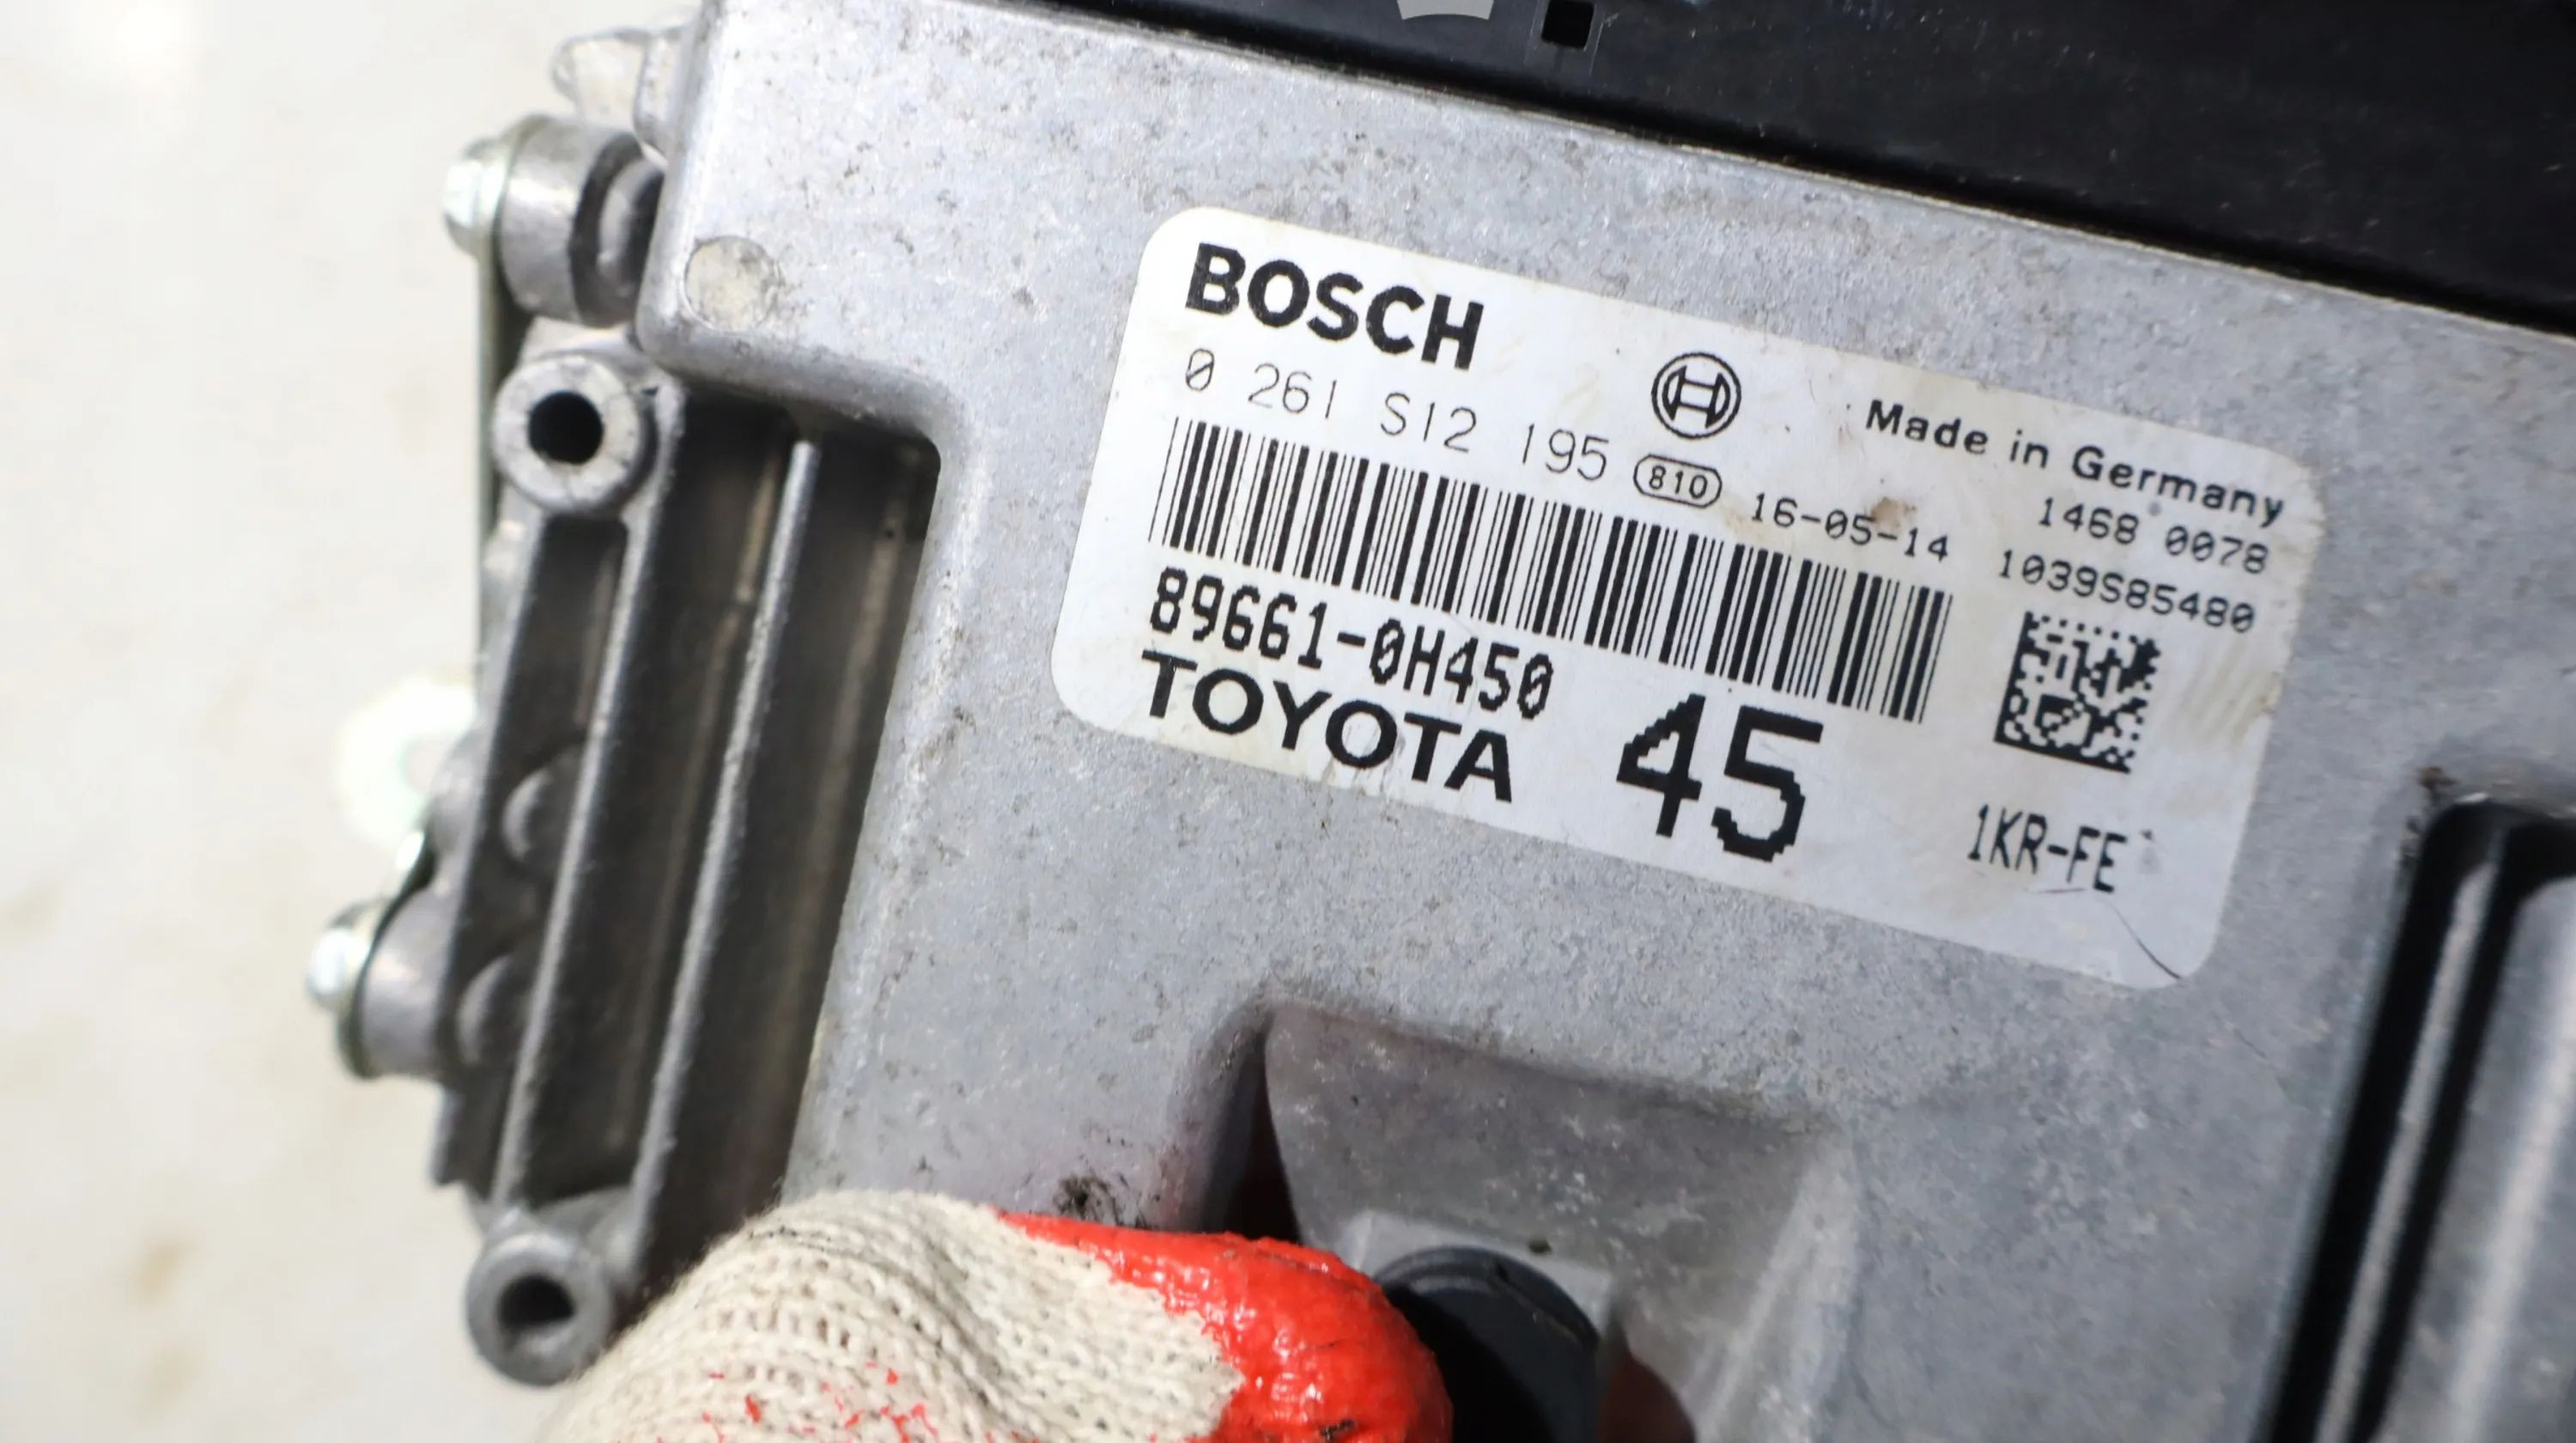 BOSCH
0 261 S12 195
810
16-05-14
Made in Germany
1468 0078
1039S85480
89661-0H450
TOYOTA
45
1KR-FE